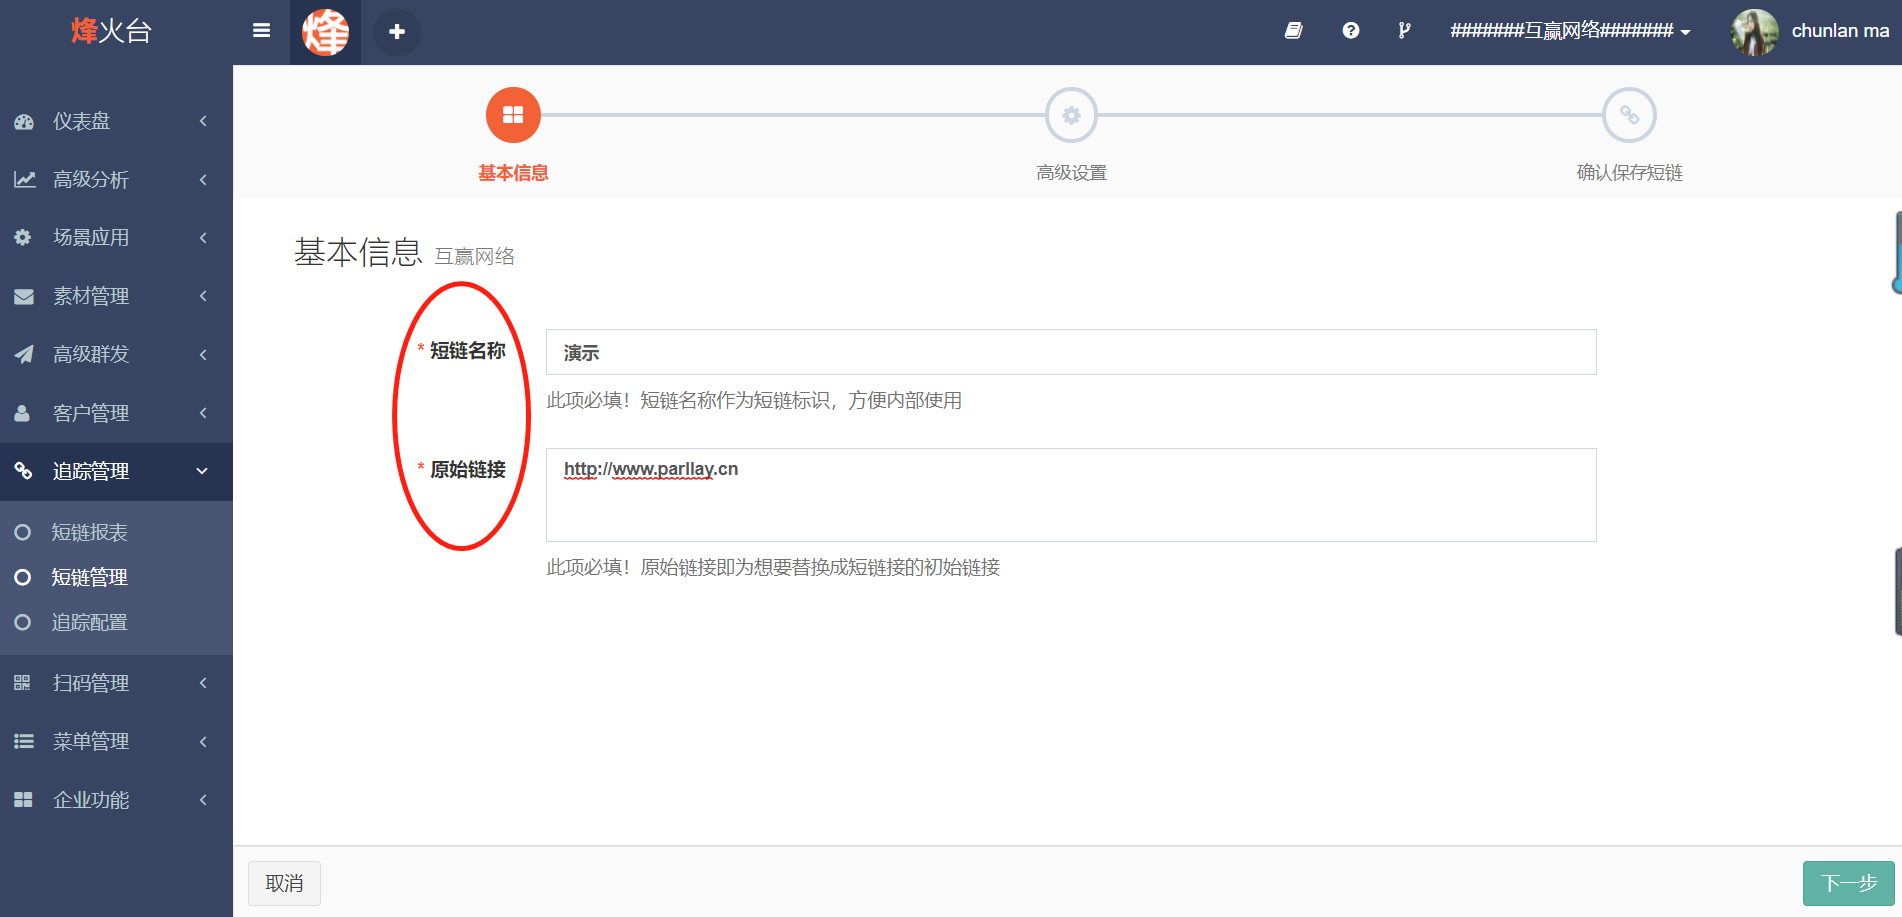 烽火台
烽
#######互赢网络#######
chunlan ma
仪表盘
高级分析
场景应用
素材管理
高级群发
客户管理
追踪管理
短链报表
短链管理
追踪配置
扫码管理
菜单管理
企业功能
基本信息
高级设置
确认保存短链
基本信息 互赢网络
* 短链名称
演示
此项必填！短链名称作为短链标识，方便内部使用
* 原始链接
http://www.parllay.cn
此项必填！原始链接即为想要替换成短链接的初始链接
取消
下一步